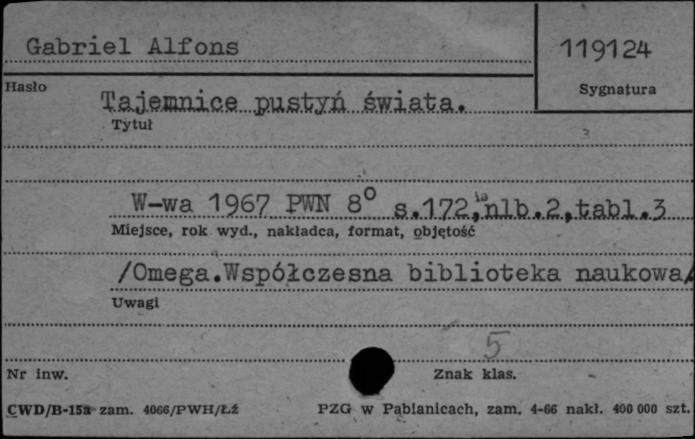 Gabriel Alfons
119124
Hasło
Sygnatura
Tajemnice pustyń świata.
Tytuł
W-wa 1967 PWN 8° s.172, nlb.2, tabl.3
Miejsce, rok wyd., nakładca, format, objętość
/Omega.Współczesna biblioteka naukowa/
Uwagi
5
Nr inw.
Znak klas.
CWD/B-15a zam. 4066/PWH/Łź
PZG w Pabianicach, zam. 4-66 nakł. 400 000 szt.